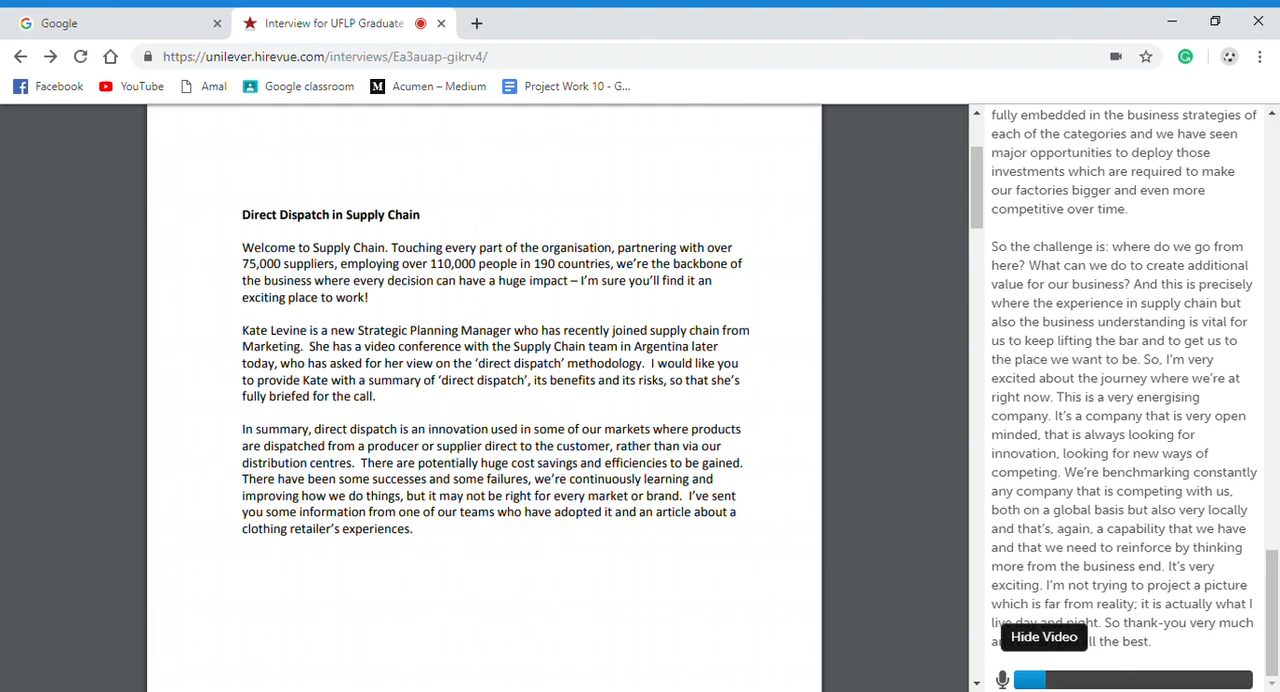 Google
Interview for UFLP Graduate
https://unilever.hirevue.com/interviews/Ea3auap-gikrv4/
Facebook
YouTube
Amal
Google classroom
Acumen – Medium
Project Work 10 - G...
Direct Dispatch in Supply Chain
Welcome to Supply Chain. Touching every part of the organisation, partnering with over
75,000 suppliers, employing over 110,000 people in 190 countries, we’re the backbone of
the business where every decision can have a huge impact – I’m sure you’ll find it an
exciting place to work!
Kate Levine is a new Strategic Planning Manager who has recently joined supply chain from
Marketing. She has a video conference with the Supply Chain team in Argentina later
today, who has asked for her view on the ‘direct dispatch’ methodology. I would like you
to provide Kate with a summary of ‘direct dispatch’, its benefits and its risks, so that she’s
fully briefed for the call.
In summary, direct dispatch is an innovation used in some of our markets where products
are dispatched from a producer or supplier direct to the customer, rather than via our
distribution centres. There are potentially huge cost savings and efficiencies to be gained.
There have been some successes and some failures, we’re continuously learning and
improving how we do things, but it may not be right for every market or brand. I’ve sent
you some information from one of our teams who have adopted it and an article about a
clothing retailer’s experiences.
fully embedded in the business strategies of
each of the categories and we have seen
major opportunities to deploy those
investments which are required to make
our factories bigger and even more
competitive over time.
So the challenge is: where do we go from
here? What can we do to create additional
value for our business? And this is precisely
where the experience in supply chain but
also the business understanding is vital for
us to keep lifting the bar and to get us to
the place we want to be. So, I’m very
excited about the journey where we’re at
right now. This is a very energising
company. It’s a company that is very open
minded, that is always looking for
innovation, looking for new ways of
competing. We’re benchmarking constantly
any company that is competing with us,
both on a global basis but also very locally
and that’s, again, a capability that we have
and that we need to reinforce by thinking
more from the business end. It’s very
exciting. I’m not trying to project a picture
which is far from reality; it is actually what I
live day and night. So thank-you very much
all the best.
Hide Video